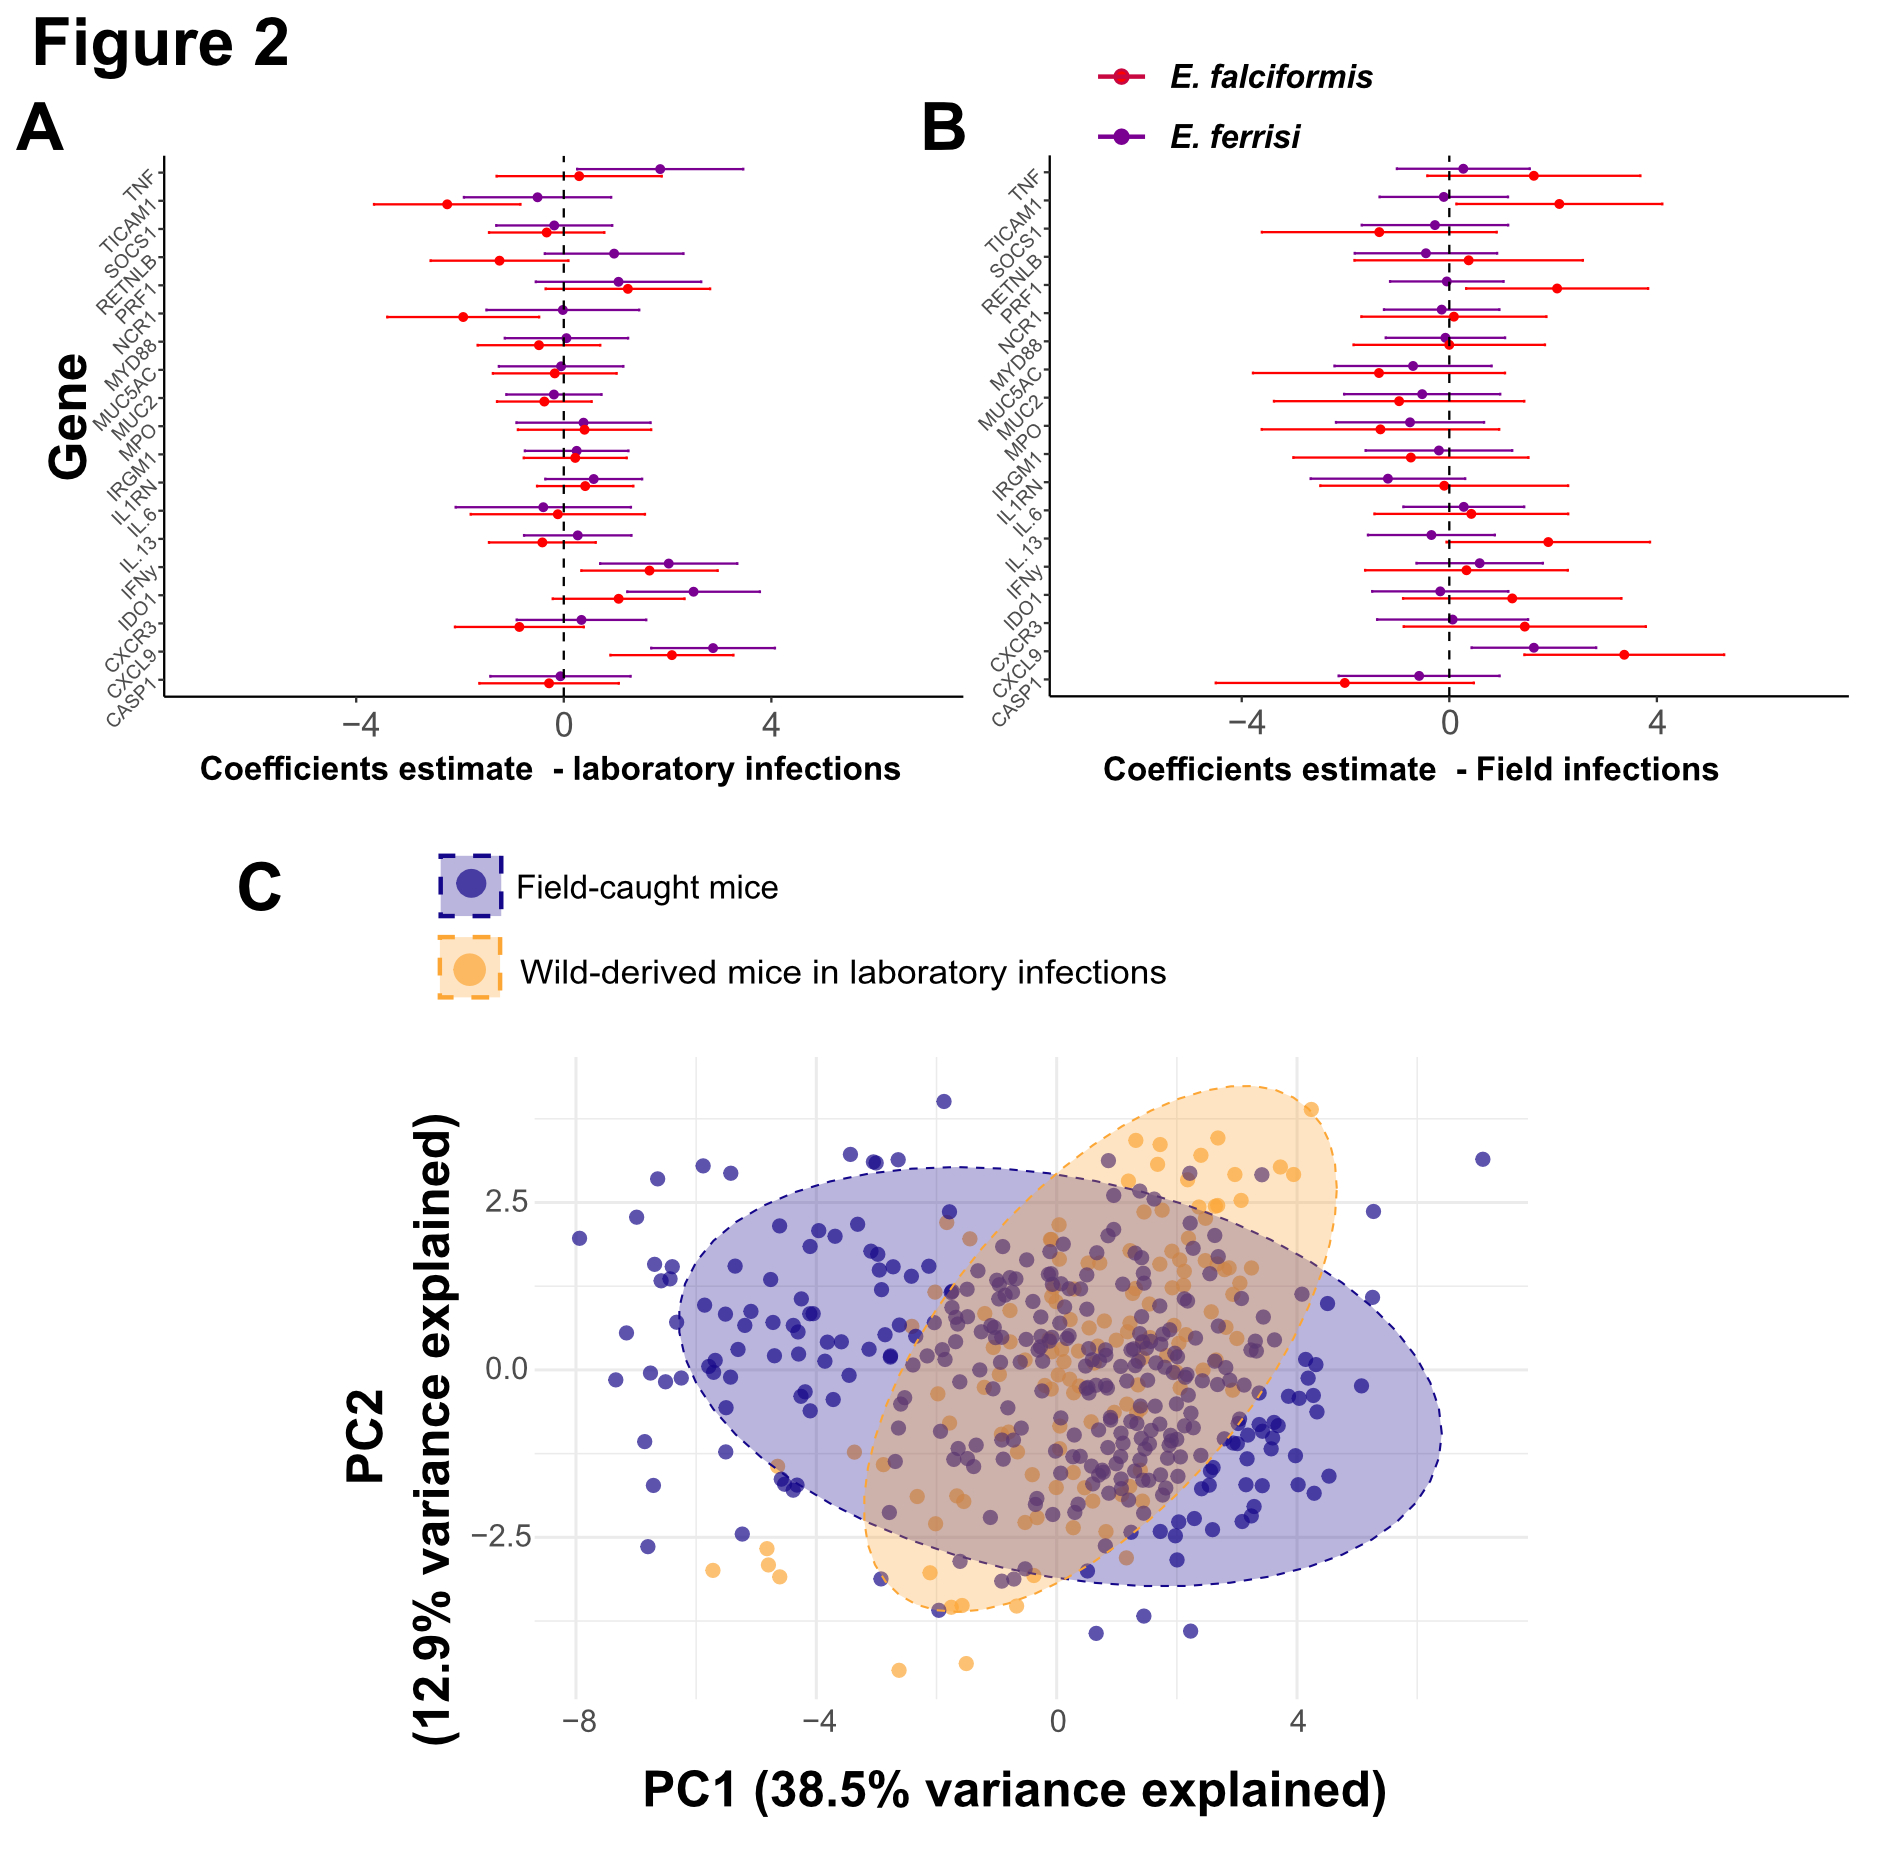 Figure 2
E. falciformis
E. ferrisi
A
Gene
TNF
TICAM1
SOCS1
RETNLB
PRF1
NCR1
MYD88
MUC5AC
MUC2
MPO
IRGM1
IL1RN
IL.6
IL.13
IFNy
IDO1
CXCR3
CXCL9
CASP1
−4 0 4
Coefficients estimate - laboratory infections
B
TNF
TICAM1
SOCS1
RETNLB
PRF1
NCR1
MYD88
MUC5AC
MUC2
MPO
IRGM1
IL1RN
IL.6
IL.13
IFNy
IDO1
CXCR3
CXCL9
CASP1
−4 0 4
Coefficients estimate - Field infections
C
Field-caught mice
Wild-derived mice in laboratory infections
PC2
(12.9% variance explained)
2.5
0.0
−2.5
−8 −4 0 4
PC1 (38.5% variance explained)